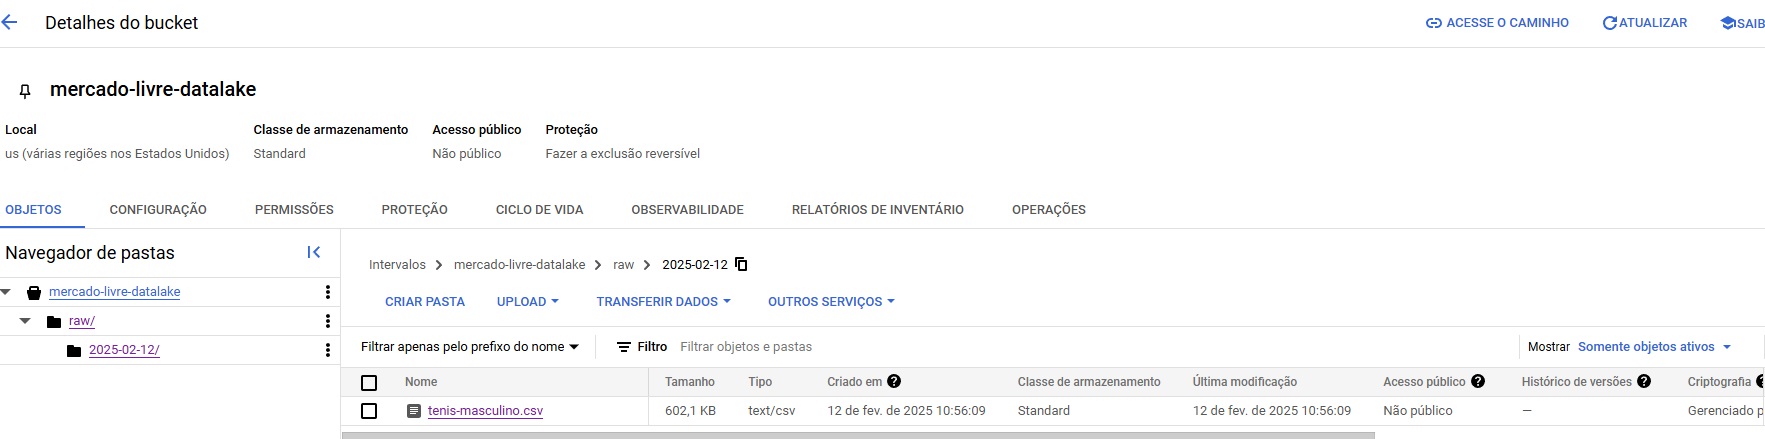 Detalhes do bucket
ACESSE O CAMINHO
ATUALIZAR
SAIB
mercado-livre-datalake
Local Classe de armazenamento Acesso público Proteção
us (várias regiões nos Estados Unidos) Standard Não público Fazer a exclusão reversível
OBJETOS CONFIGURAÇÃO PERMISSÕES PROTEÇÃO CICLO DE VIDA OBSERVABILIDADE RELATÓRIOS DE INVENTÁRIO OPERAÇÕES
Navegador de pastas
mercado-livre-datalake
raw/
2025-02-12/
Intervalos > mercado-livre-datalake > raw > 2025-02-12
CRIAR PASTA UPLOAD TRANSFERIR DADOS OUTROS SERVIÇOS
Filtrar apenas pelo prefixo do nome Filtro Filtrar objetos e pastas Mostrar Somente objetos ativos
Nome Tamanho Tipo Criado em Classe de armazenamento Última modificação Acesso público Histórico de versões Criptografia
tenis-masculino.csv 602,1 KB text/csv 12 de fev. de 2025 10:56:09 Standard 12 de fev. de 2025 10:56:09 Não público — Gerenciado p